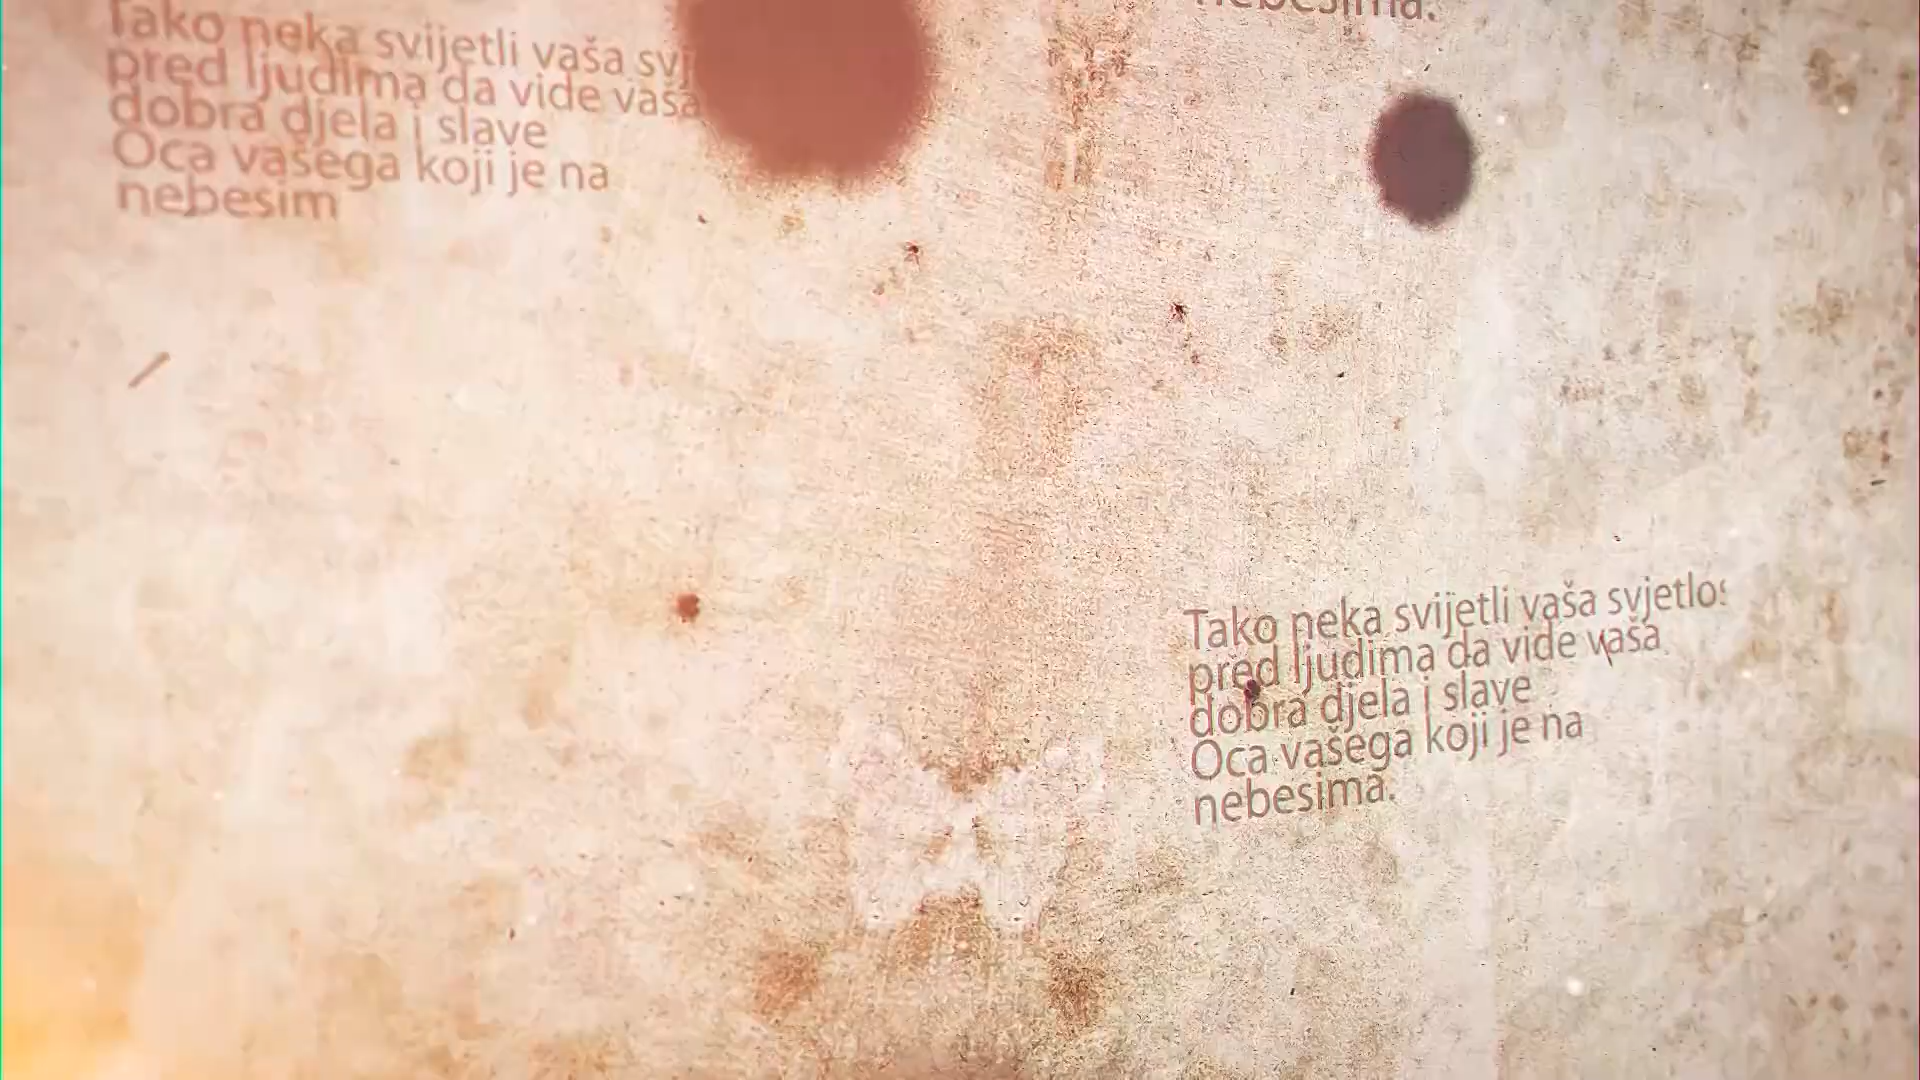 Tako neka svijetli vaša svj
pred ljudima da vide vaša
dobra djela i slave
Oca vašega koji je na
nebesim
nebesima.
Tako neka svijetli vaša svjetlos
pred ljudima da vide vaša
dobra djela i slave
Oca vašega koji je na
nebesima.